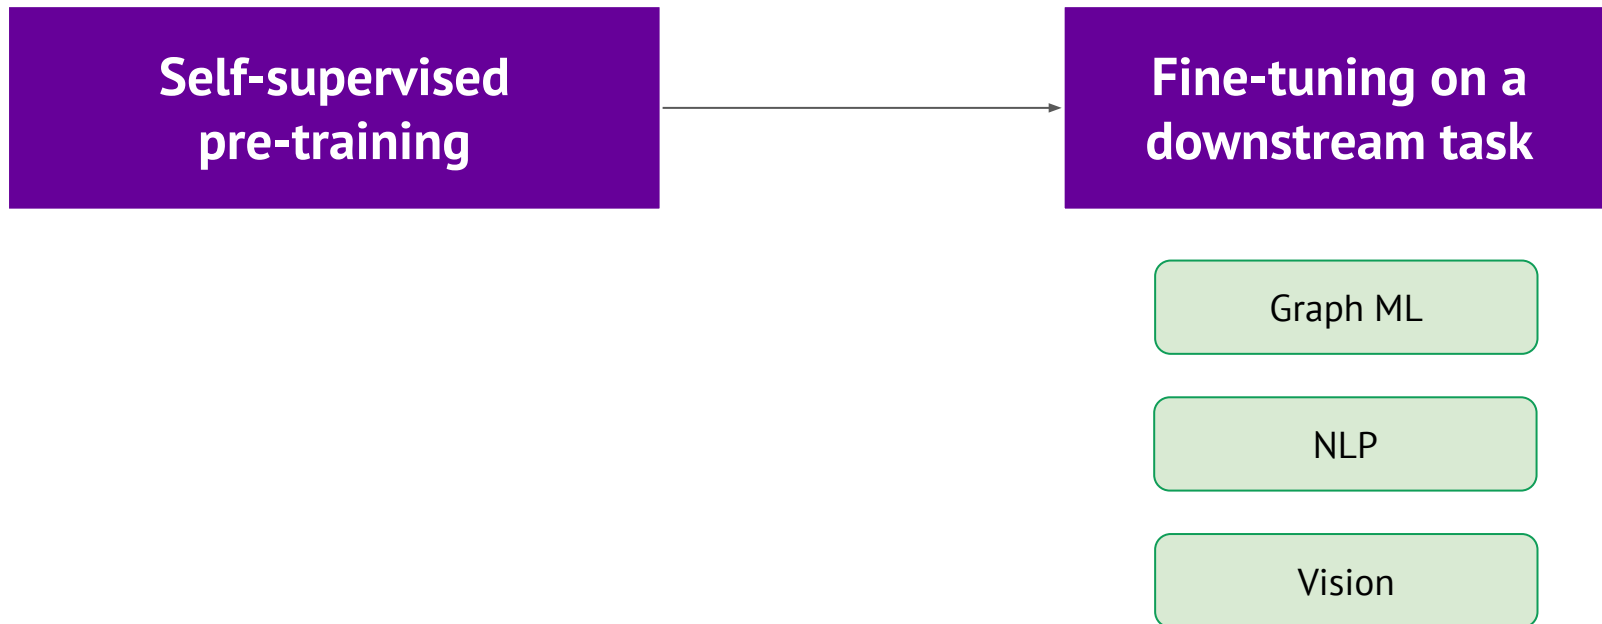 Self-supervised
pre-training
Fine-tuning on a
downstream task
Graph ML
NLP
Vision